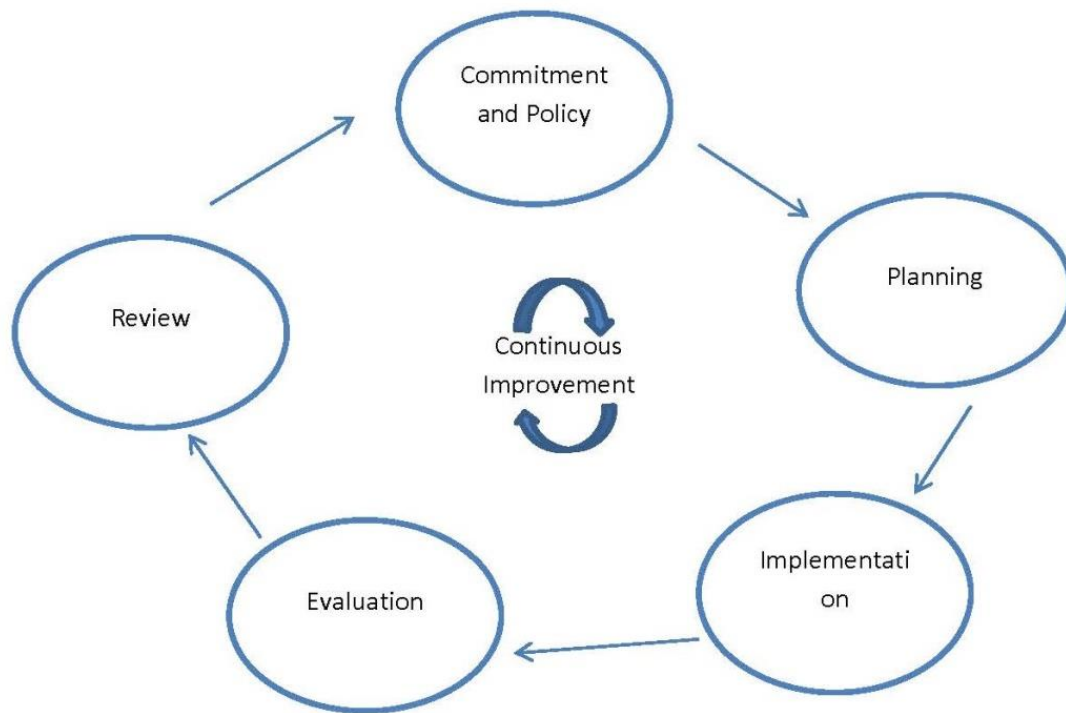 Commitment
and Policy
Planning
Implementati
on
Evaluation
Review
Continuous
Improvement